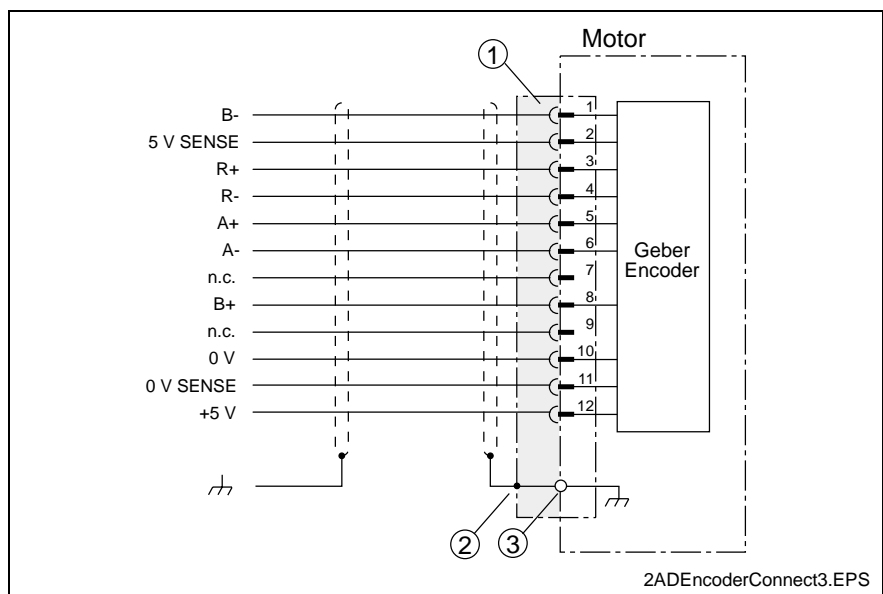 Motor
①
B-
1
5 V SENSE
2
R+
3
R-
4
A+
5
A-
6
n.c.
7
B+
8
n.c.
9
0 V
10
0 V SENSE
11
+5 V
12
Geber
Encoder
②
③
2ADEncoderConnect3.EPS